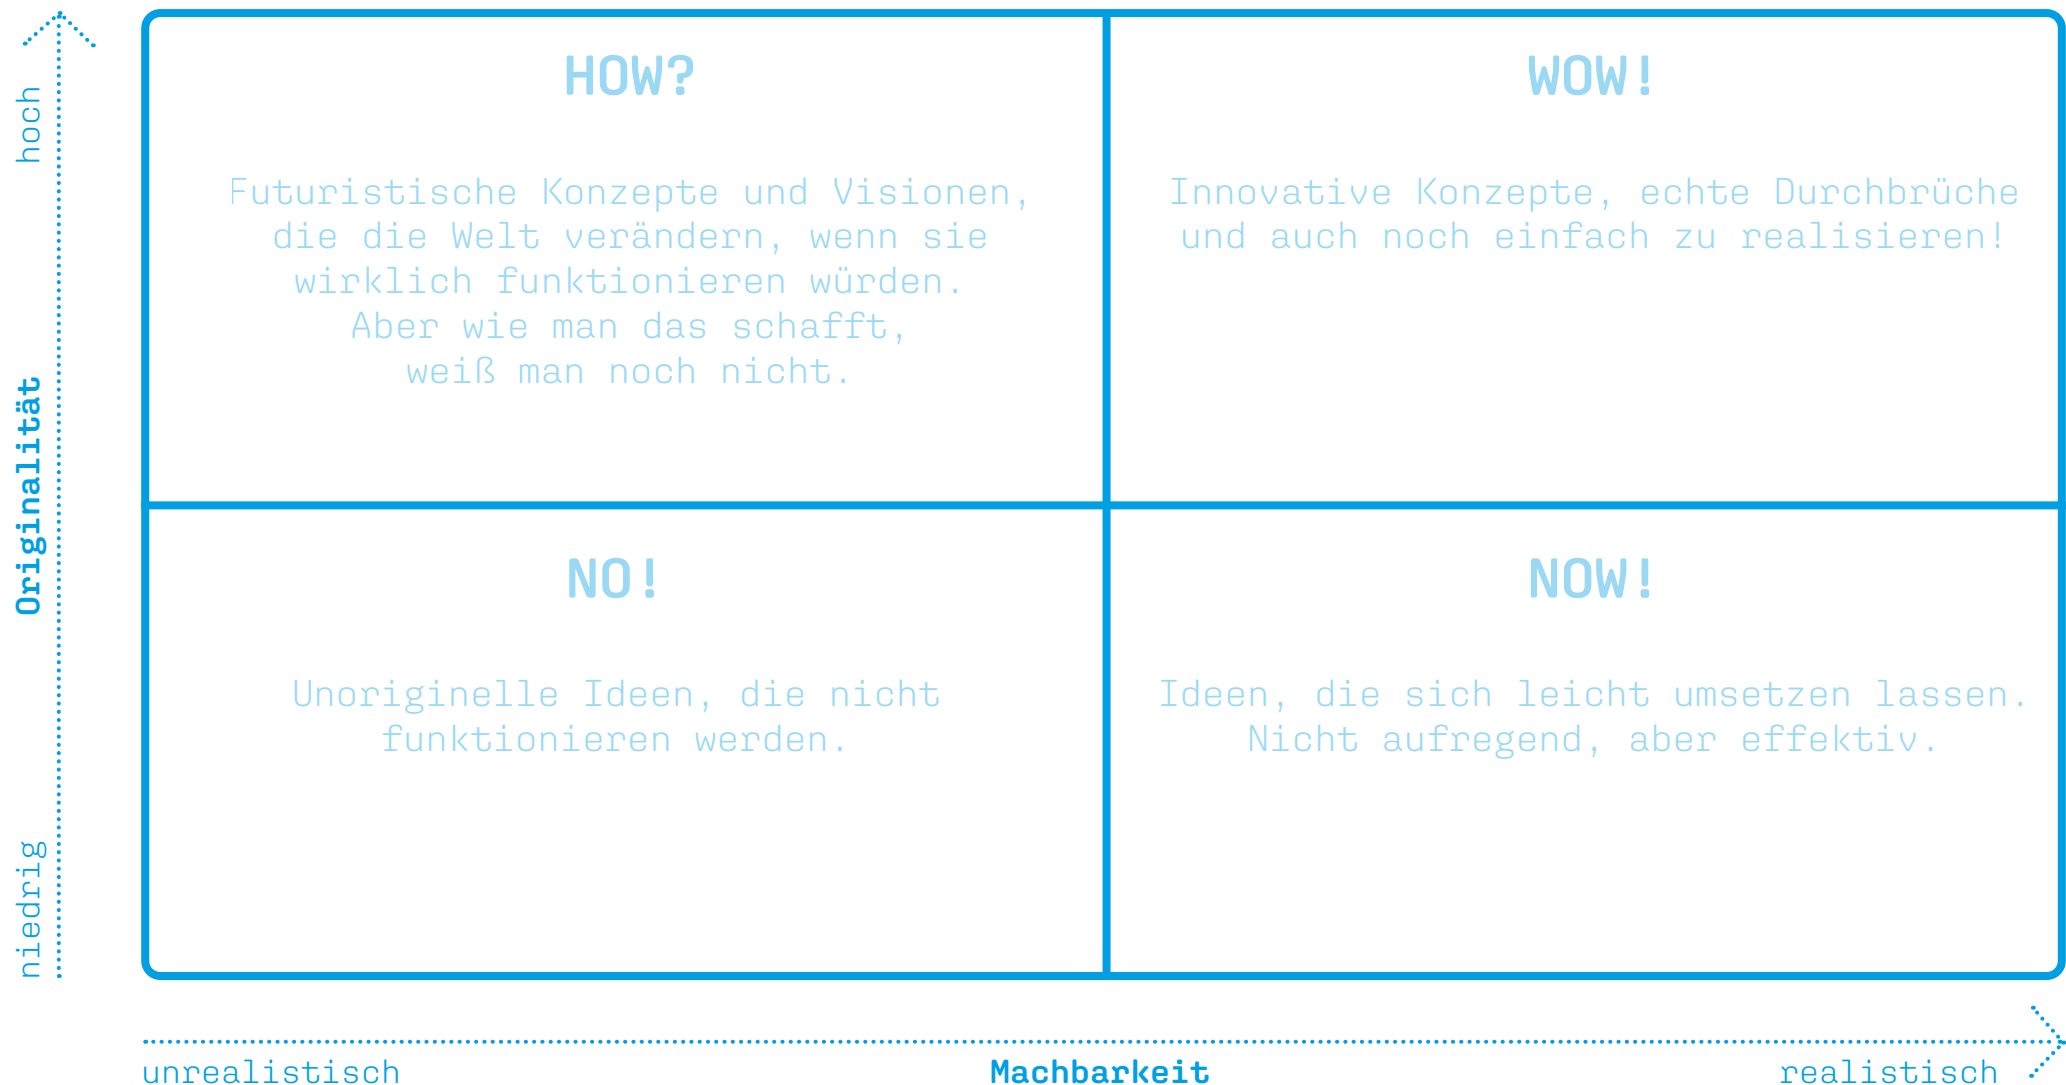 hoch
Originalität
niedrig
HOW?
Futuristische Konzepte und Visionen,
die die Welt verändern, wenn sie
wirklich funktionieren würden.
Aber wie man das schafft,
weiß man noch nicht.
WOW!
Innovative Konzepte, echte Durchbrüche
und auch noch einfach zu realisieren!
NO!
Unoriginelle Ideen, die nicht
funktionieren werden.
NOW!
Ideen, die sich leicht umsetzen lassen.
Nicht aufregend, aber effektiv.
unrealistisch
Machbarkeit
realistisch